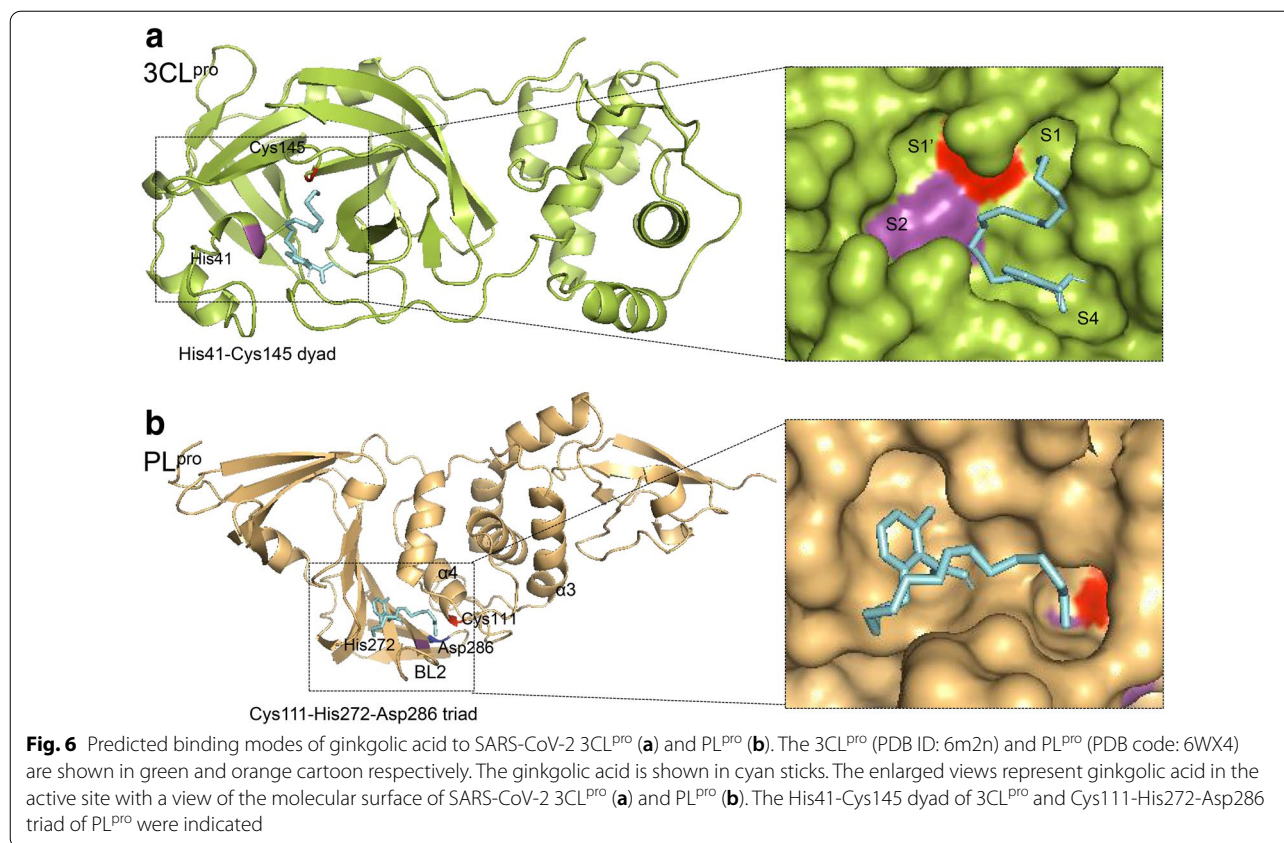 a
3CLᵖʳᵒ
Cys145
His41
His41-Cys145 dyad
S1'
S1
S2
S4
b
PLᵖʳᵒ
α4
α3
Cys111
His272
Asp286
BL2
Cys111-His272-Asp286 triad
Fig. 6 Predicted binding modes of ginkgolic acid to SARS-CoV-2 3CLᵖʳᵒ (a) and PLᵖʳᵒ (b). The 3CLᵖʳᵒ (PDB ID: 6m2n) and PLᵖʳᵒ (PDB code: 6WX4)
are shown in green and orange cartoon respectively. The ginkgolic acid is shown in cyan sticks. The enlarged views represent ginkgolic acid in the
active site with a view of the molecular surface of SARS-CoV-2 3CLᵖʳᵒ (a) and PLᵖʳᵒ (b). The His41-Cys145 dyad of 3CLᵖʳᵒ and Cys111-His272-Asp286
triad of PLᵖʳᵒ were indicated